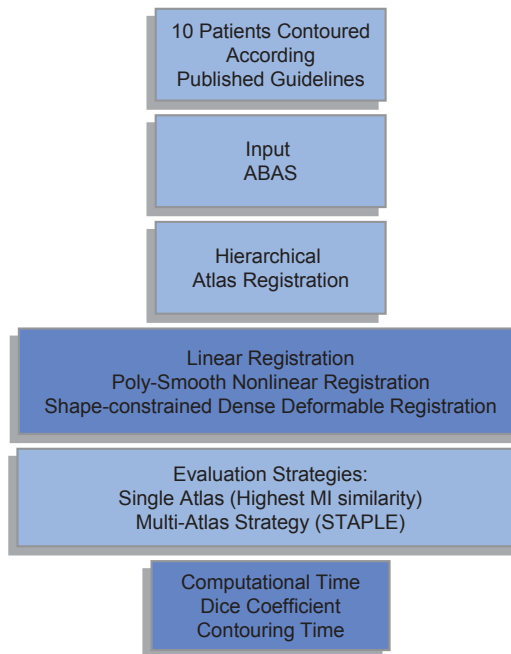 10 Patients Contoured
According
Published Guidelines
Input
ABAS
Hierarchical
Atlas Registration
Linear Registration
Poly-Smooth Nonlinear Registration
Shape-constrained Dense Deformable Registration
Evaluation Strategies:
Single Atlas (Highest MI similarity)
Multi-Atlas Strategy (STAPLE)
Computational Time
Dice Coefficient
Contouring Time